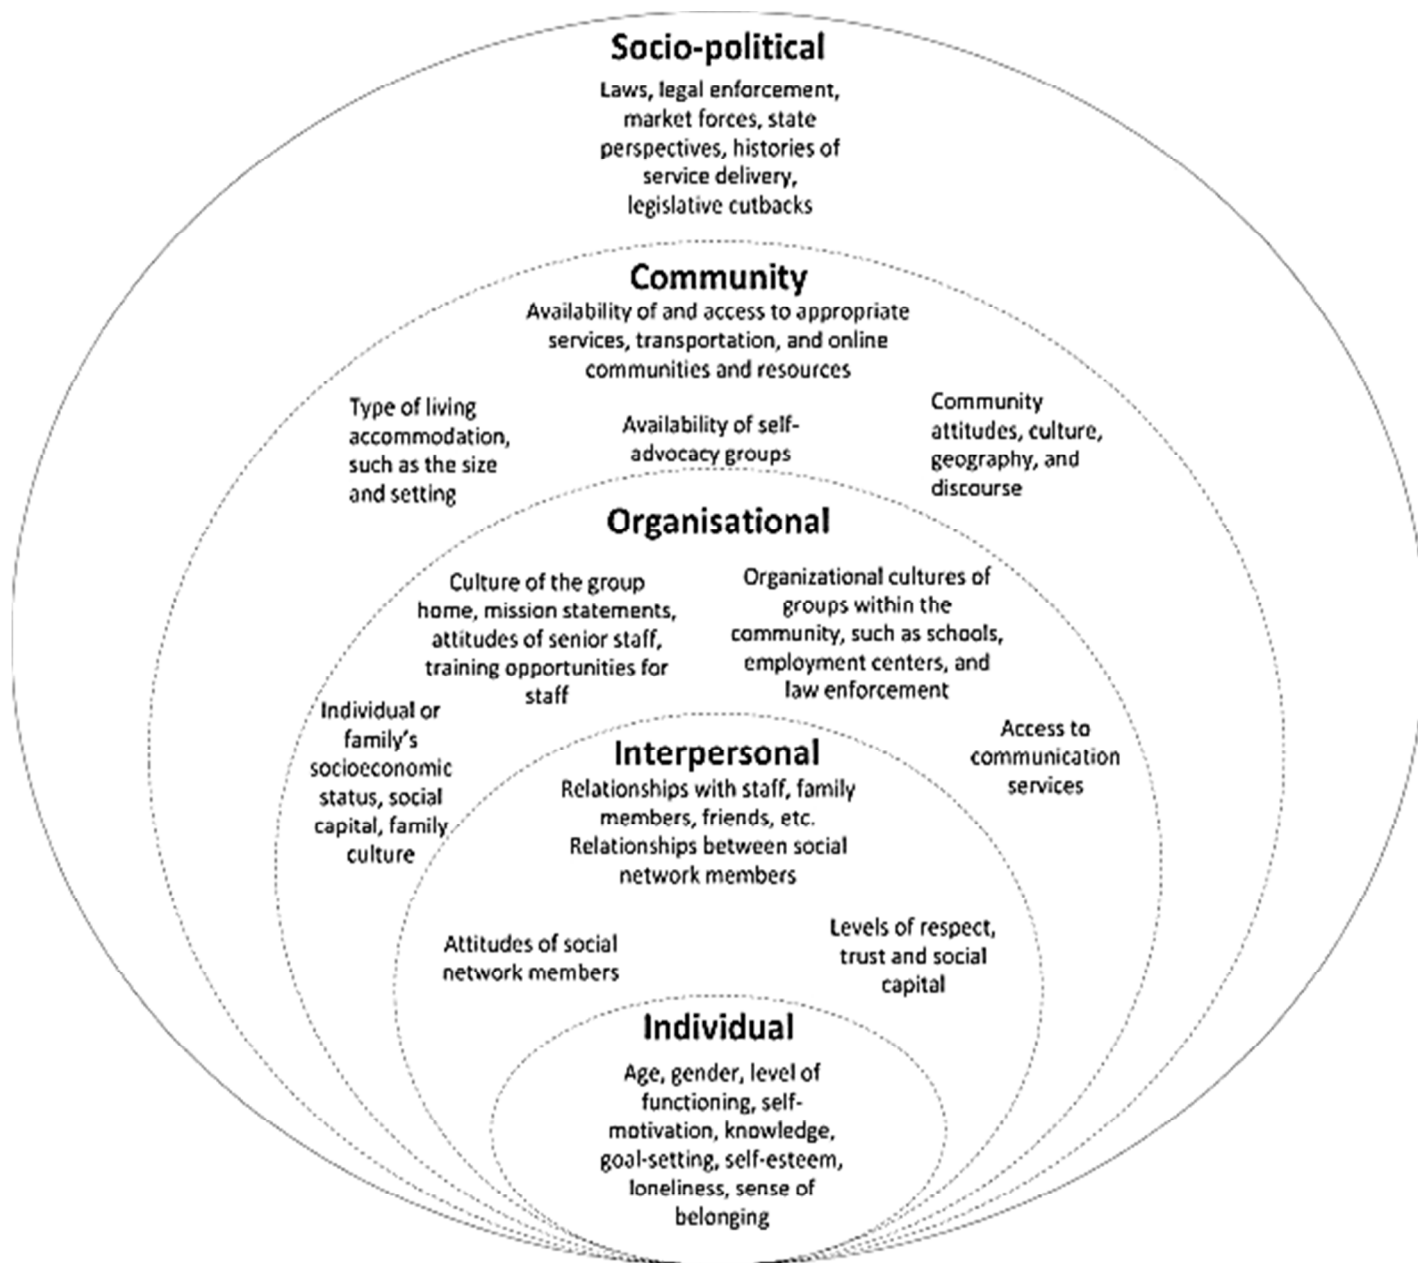 Socio-political
Laws, legal enforcement,
market forces, state
perspectives, histories of
service delivery,
legislative cutbacks
Community
Availability of and access to appropriate
services, transportation, and online
communities and resources
Type of living
accommodation,
such as the size
and setting
Availability of self-
advocacy groups
Community
attitudes, culture,
geography, and
discourse
Organisational
Culture of the group
home, mission statements,
attitudes of senior staff,
training opportunities for
staff
Organizational cultures of
groups within the
community, such as schools,
employment centers, and
law enforcement
Individual or
family's
socioeconomic
status, social
capital, family
culture
Access to
communication
services
Interpersonal
Relationships with staff, family
members, friends, etc.
Relationships between social
network members
Attitudes of social
network members
Levels of respect,
trust and social
capital
Individual
Age, gender, level of
functioning, self-
motivation, knowledge,
goal-setting, self-esteem,
loneliness, sense of
belonging